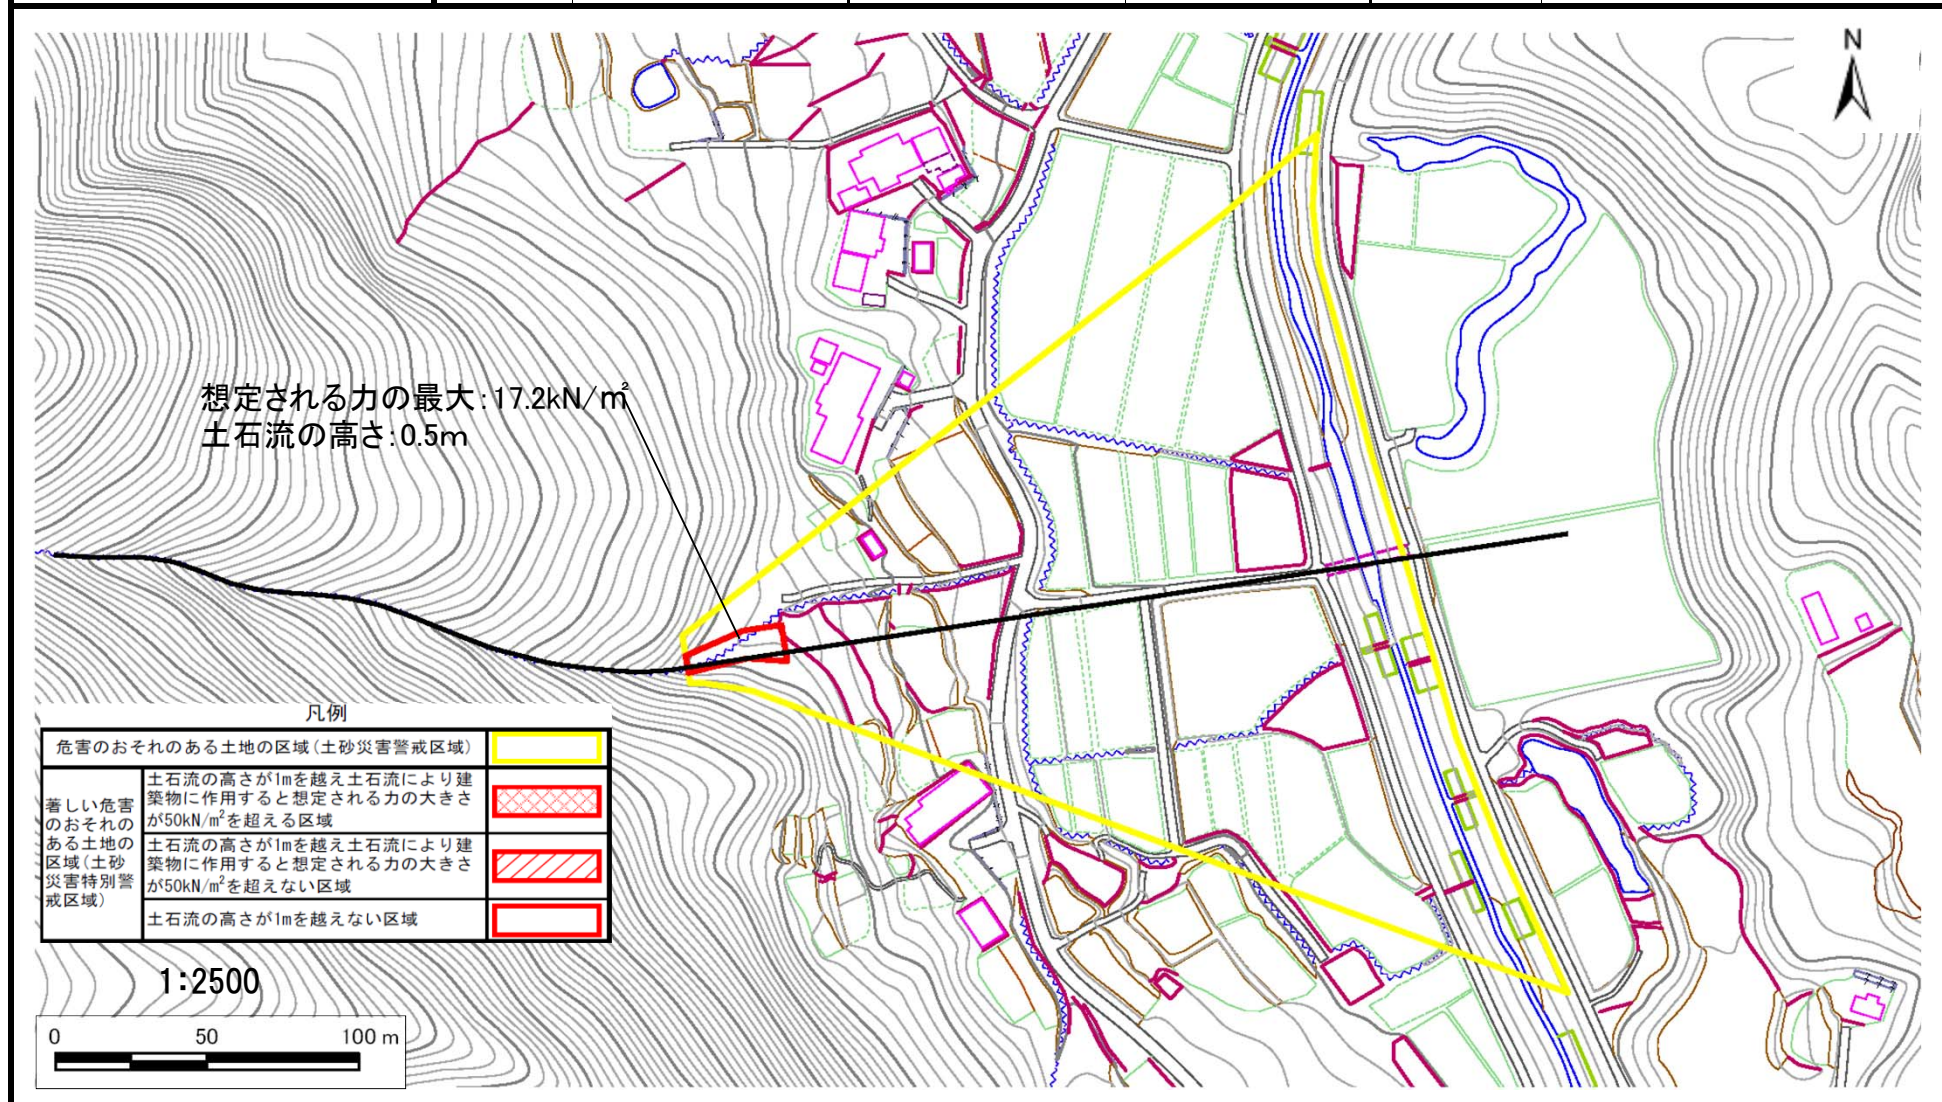 N
想定される力の最大:17.2kN/㎡
土石流の高さ:0.5m
凡例
危害のおそれのある土地の区域(土砂災害警戒区域)
著しい危害
のおそれの
ある土地の
区域(土砂
災害特別警
戒区域)
土石流の高さが1mを越え土石流により建
築物に作用すると想定される力の大きさ
が50kN/m²を超える区域
土石流の高さが1mを越え土石流により建
築物に作用すると想定される力の大きさ
が50kN/m²を超えない区域
土石流の高さが1mを越えない区域
1:2500
0 50 100 m